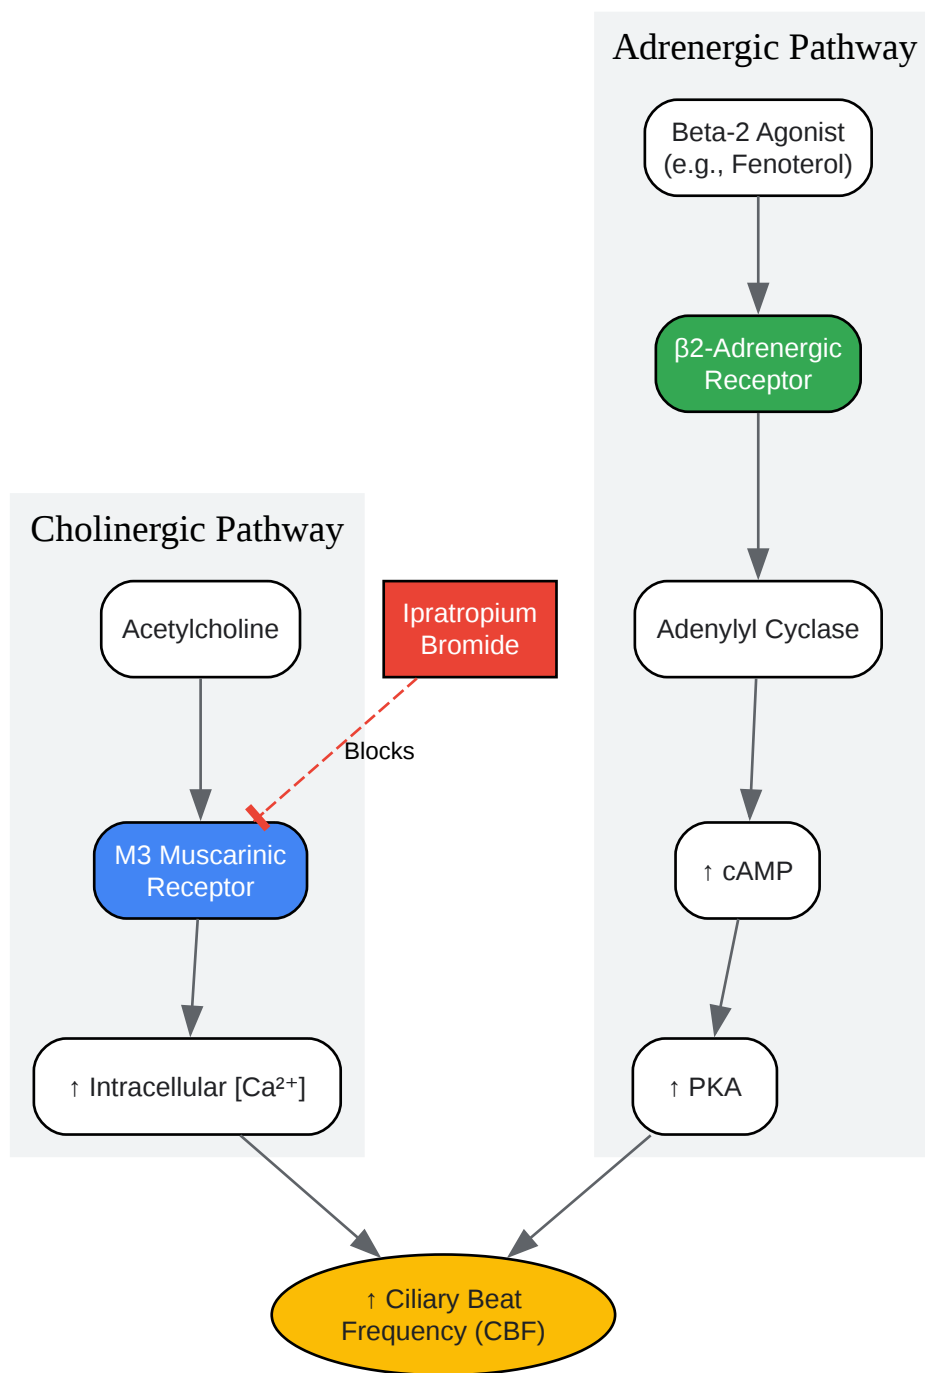 Adrenergic Pathway
Beta-2 Agonist
(e.g., Fenoterol)
β2-Adrenergic
Receptor
Cholinergic Pathway
Acetylcholine
Ipratropium
Bromide
Adenylyl Cyclase
Blocks
M3 Muscarinic
Receptor
↑ cAMP
↑ Intracellular [Ca²⁺]
↑ PKA
↑ Ciliary Beat
Frequency (CBF)